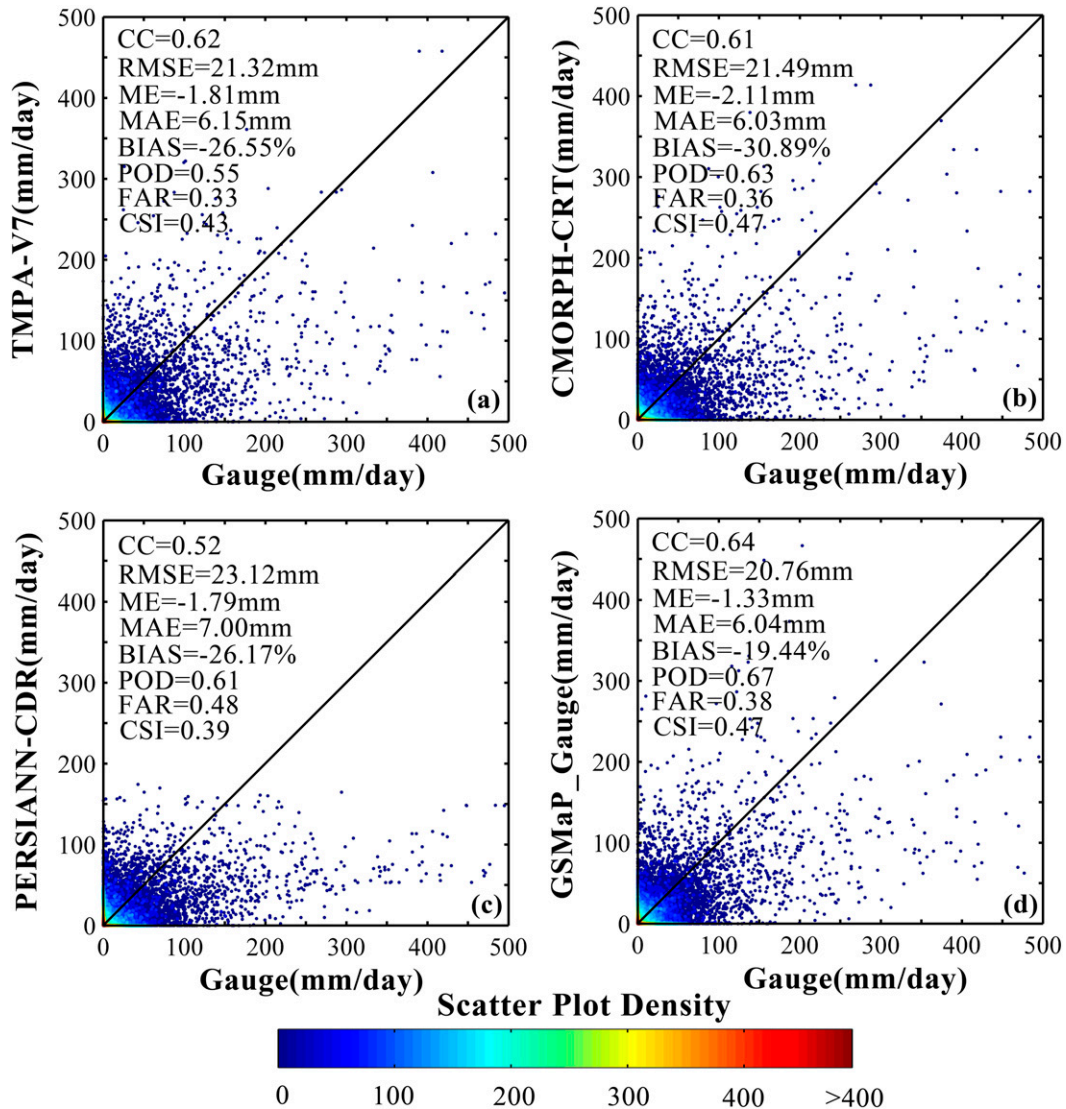 500
400
300
200
100
0
TMPA-V7(mm/day)
CC=0.62
RMSE=21.32mm
ME=-1.81mm
MAE=6.15mm
BIAS=-26.55%
POD=0.55
FAR=0.33
CSI=0.43
(a)
0 100 200 300 400 500
Gauge(mm/day)
500
400
300
200
100
0
CMORPH-CRT(mm/day)
CC=0.61
RMSE=21.49mm
ME=-2.11mm
MAE=6.03mm
BIAS=-30.89%
POD=0.63
FAR=0.36
CSI=0.47
(b)
0 100 200 300 400 500
Gauge(mm/day)
500
400
300
200
100
0
PERSIANN-CDR(mm/day)
CC=0.52
RMSE=23.12mm
ME=-1.79mm
MAE=7.00mm
BIAS=-26.17%
POD=0.61
FAR=0.48
CSI=0.39
(c)
0 100 200 300 400 500
Gauge(mm/day)
500
400
300
200
100
0
GSMaP_Gauge(mm/day)
CC=0.64
RMSE=20.76mm
ME=-1.33mm
MAE=6.04mm
BIAS=-19.44%
POD=0.67
FAR=0.38
CSI=0.47
(d)
0 100 200 300 400 500
Gauge(mm/day)
Scatter Plot Density
0 100 200 300 400 >400